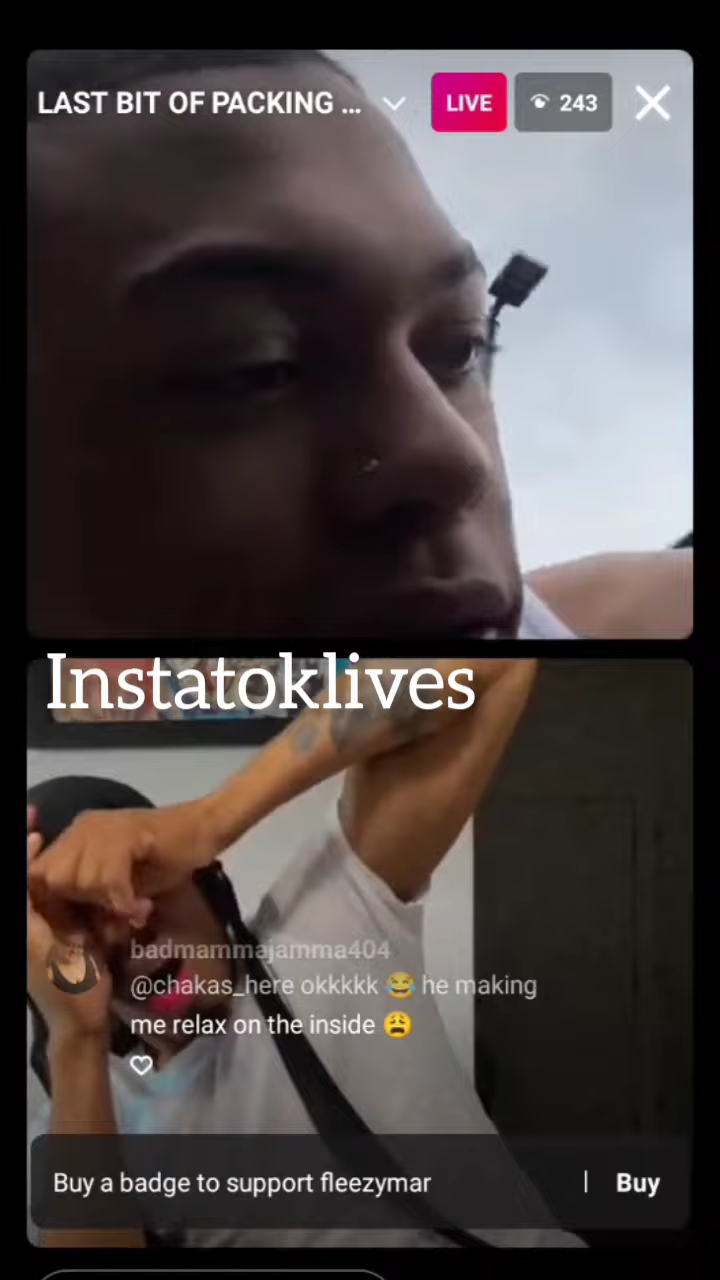 LAST BIT OF PACKING ...
LIVE
243
Instatoklives
badmammajamma404
@chakas_here okkkkk 😂 he making
me relax on the inside 😩
Buy a badge to support fleezymar
Buy